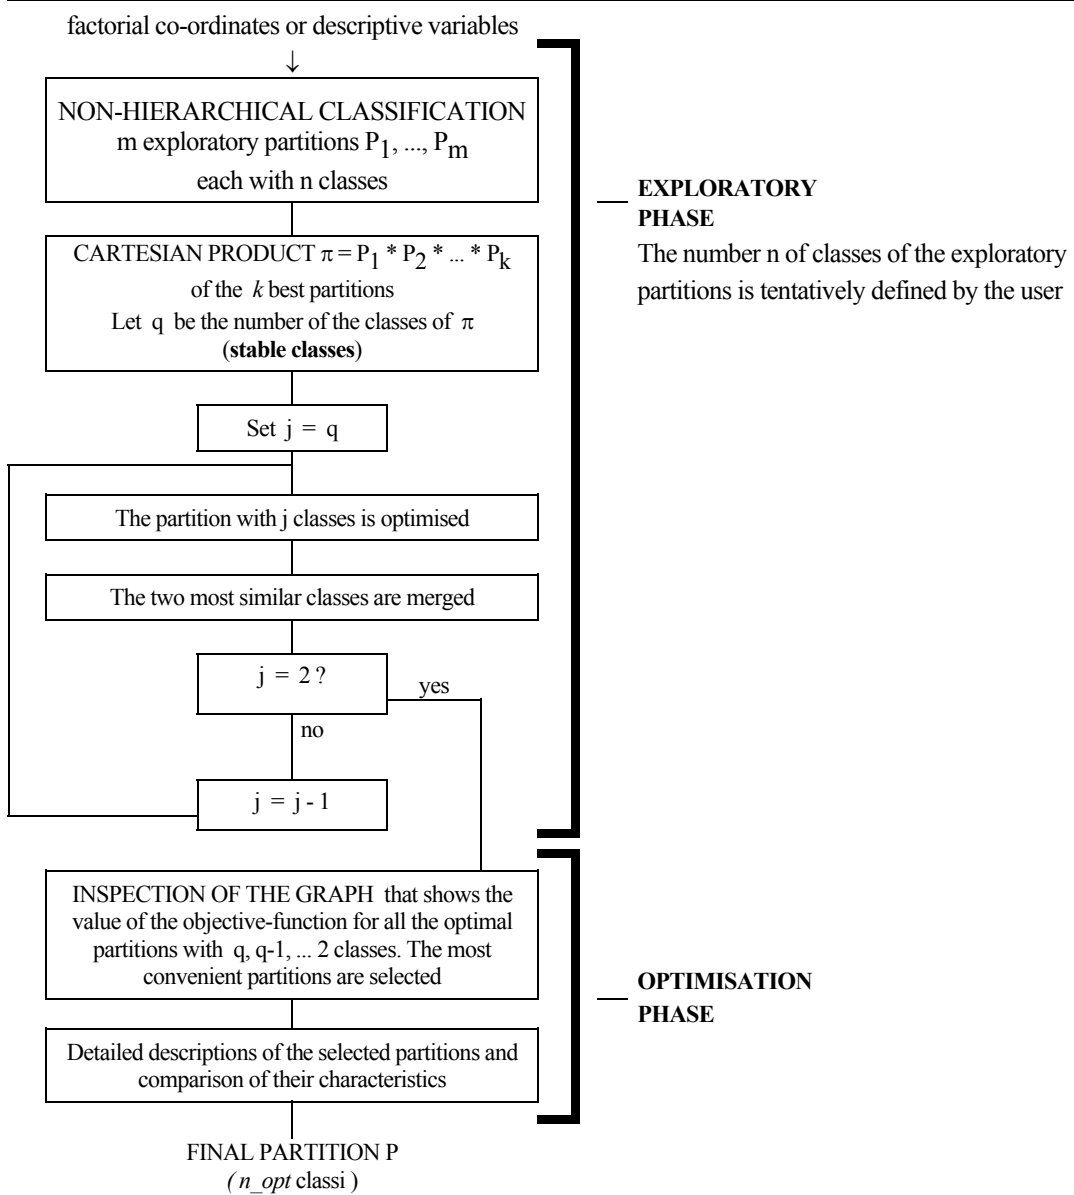 factorial co-ordinates or descriptive variables
↓
NON-HIERARCHICAL CLASSIFICATION
m exploratory partitions P1, ..., Pm
each with n classes
CARTESIAN PRODUCT π = P1 * P2 * ... * Pk
of the k best partitions
Let q be the number of the classes of π
(stable classes)
Set j = q
The partition with j classes is optimised
The two most similar classes are merged
j = 2 ?
yes
no
j = j - 1
EXPLORATORY
PHASE
The number n of classes of the exploratory
partitions is tentatively defined by the user
INSPECTION OF THE GRAPH that shows the
value of the objective-function for all the optimal
partitions with q, q-1, ... 2 classes. The most
convenient partitions are selected
Detailed descriptions of the selected partitions and
comparison of their characteristics
OPTIMISATION
PHASE
FINAL PARTITION P
( n_opt classi )